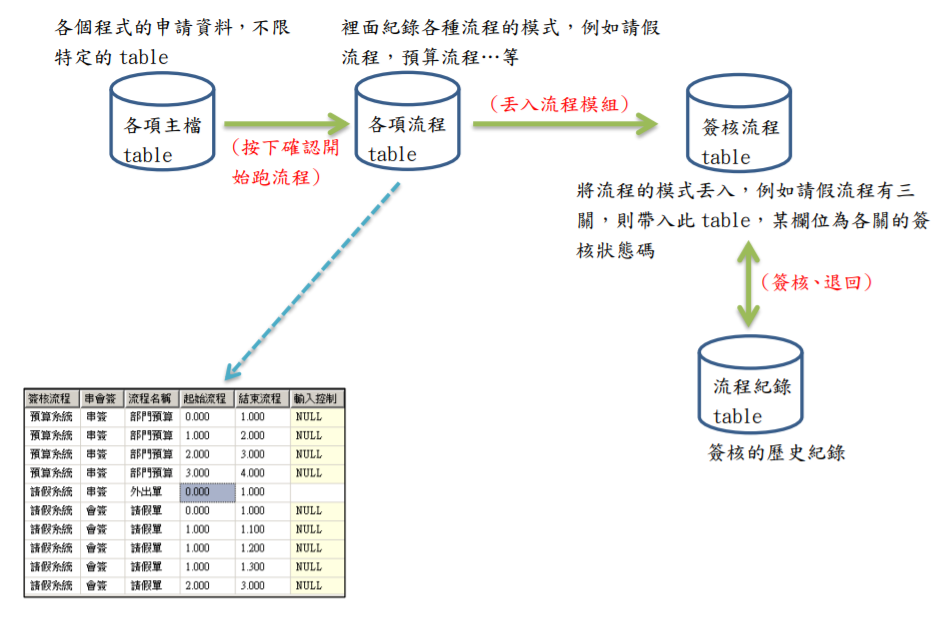 各個程式的申請資料，不限
特定的 table
裡面紀錄各種流程的模式，例如請假
流程，預算流程…等
各項主檔
table
（按下確認開
始跑流程）
各項流程
table
（丟入流程模組）
簽核流程
table
將流程的模式丟入，例如請假流程有三
關，則帶入此 table，某欄位為各關的簽
核狀態碼
（簽核、退回）
流程紀錄
table
簽核的歷史紀錄
簽核流程 串會簽 流程名稱 起始流程 結束流程 輸入控制
預算系統 串簽 部門預算 0.000 1.000 NULL
預算系統 串簽 部門預算 1.000 2.000 NULL
預算系統 串簽 部門預算 2.000 3.000 NULL
預算系統 串簽 部門預算 3.000 4.000 NULL
請假系統 串簽 外出單 0.000 1.000
請假系統 會簽 請假單 0.000 1.000 NULL
請假系統 會簽 請假單 1.000 1.100 NULL
請假系統 會簽 請假單 1.000 1.200 NULL
請假系統 會簽 請假單 1.000 1.300 NULL
請假系統 會簽 請假單 2.000 3.000 NULL